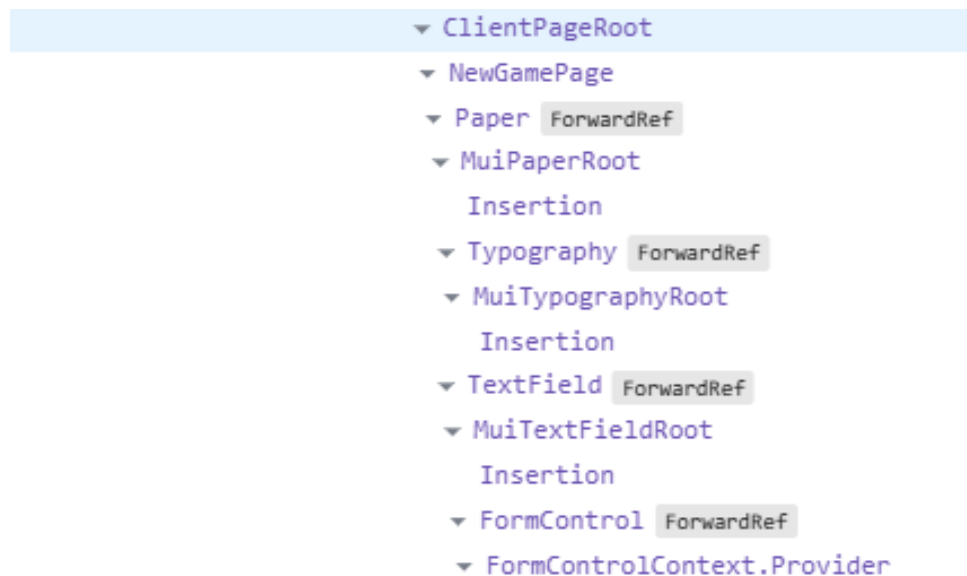 ClientPageRoot
NewGamePage
Paper ForwardRef
MuiPaperRoot
Insertion
Typography ForwardRef
MuiTypographyRoot
Insertion
TextField ForwardRef
MuiTextFieldRoot
Insertion
FormControl ForwardRef
FormControlContext.Provider